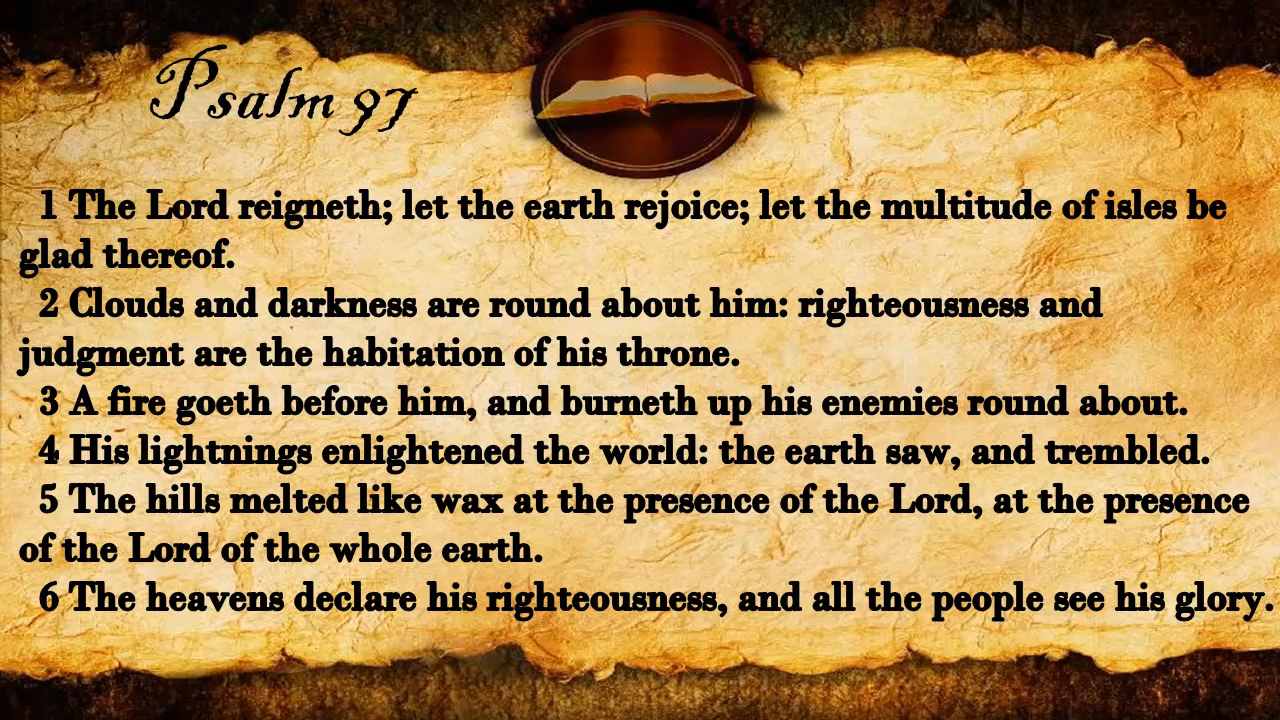 Psalm 97
1 The Lord reigneth; let the earth rejoice; let the multitude of isles be
glad thereof.
2 Clouds and darkness are round about him: righteousness and
judgment are the habitation of his throne.
3 A fire goeth before him, and burneth up his enemies round about.
4 His lightnings enlightened the world: the earth saw, and trembled.
5 The hills melted like wax at the presence of the Lord, at the presence
of the Lord of the whole earth.
6 The heavens declare his righteousness, and all the people see his glory.